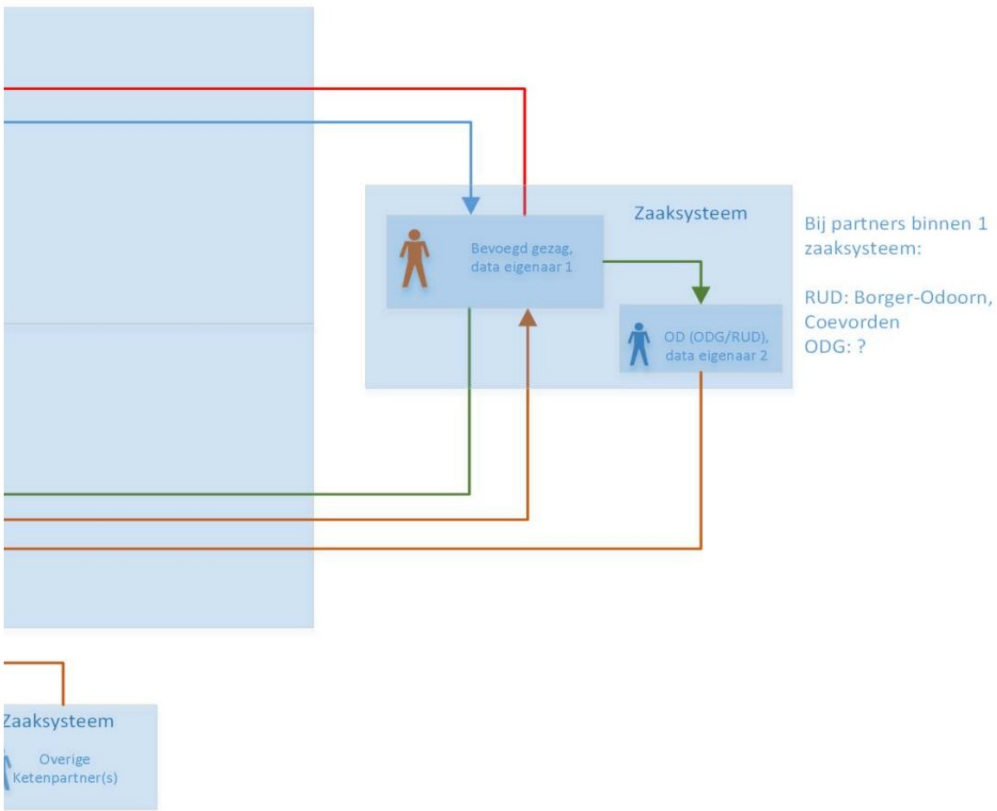 Zaaksysteem
Bevoegd gezag,
data eigenaar 1
OD (ODG/RUD),
data eigenaar 2
Bij partners binnen 1
zaaksysteem:
RUD: Borger-Odoorn,
Coevorden
ODG: ?
Zaaksysteem
Overige
Ketenpartner(s)